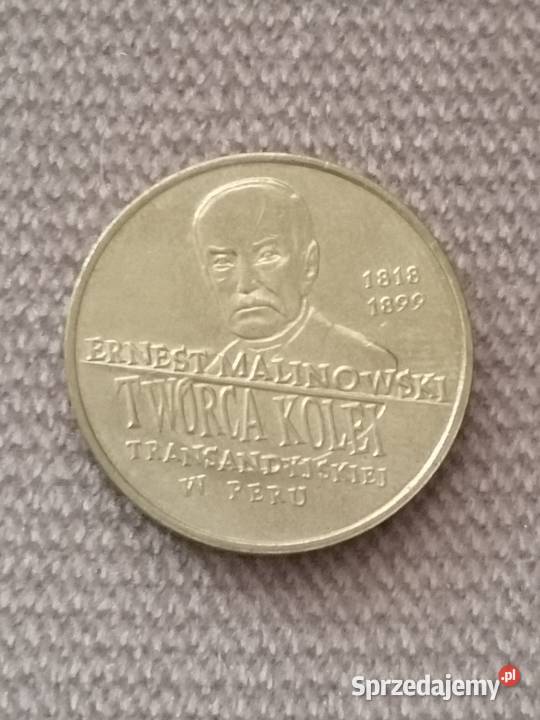 1818
1899
ERNEST MALINOWSKI
TWÓRCA KOLEI
TRANSANDYJSKIEJ
W PERU
Sprzedajemy.pl